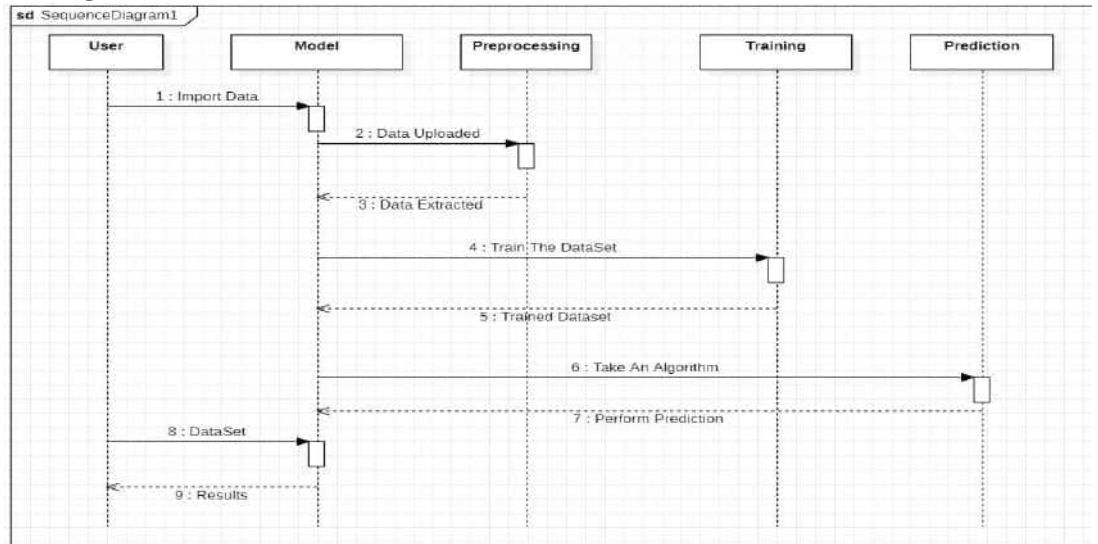 sd SequenceDiagram1
User
Model
Preprocessing
Training
Prediction
1 : Import Data
2 : Data Uploaded
3 : Data Extracted
4 : Train The DataSet
5 : Trained Dataset
6 : Take An Algorithm
7 : Perform Prediction
8 : DataSet
9 : Results